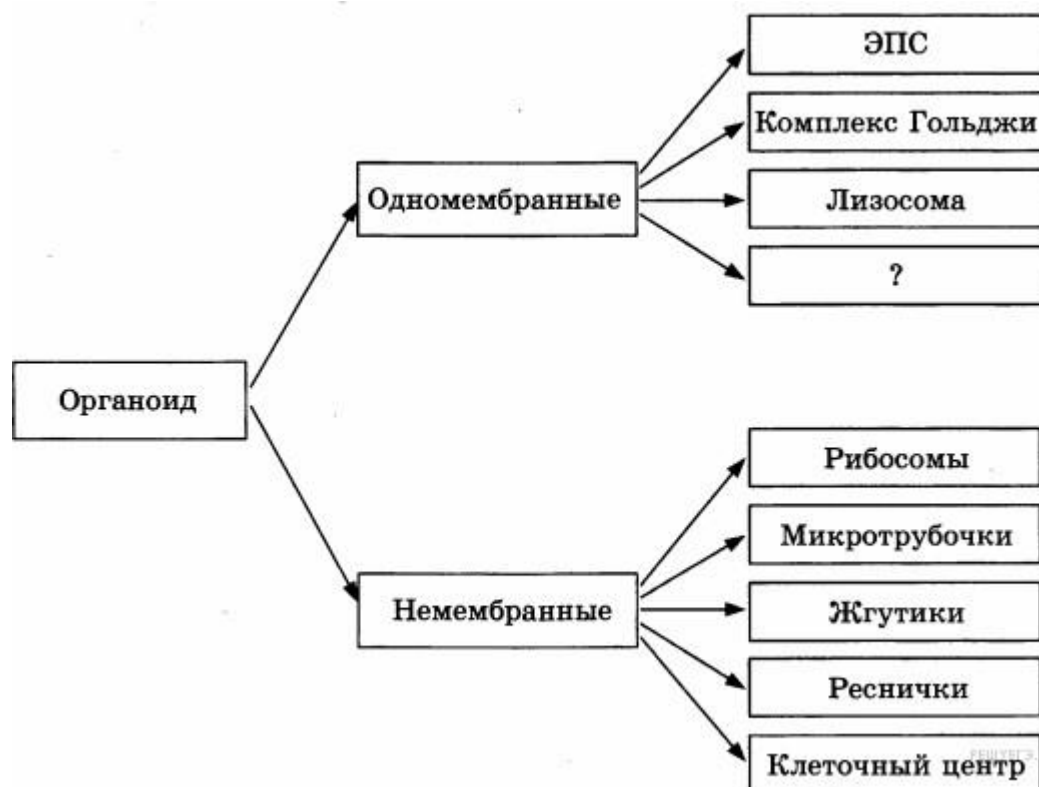 ЭПС
Комплекс Гольджи
Одномембранные
Лизосома
?
Органоид
Рибосомы
Микротрубочки
Немембранные
Жгутики
Реснички
Клеточный центр